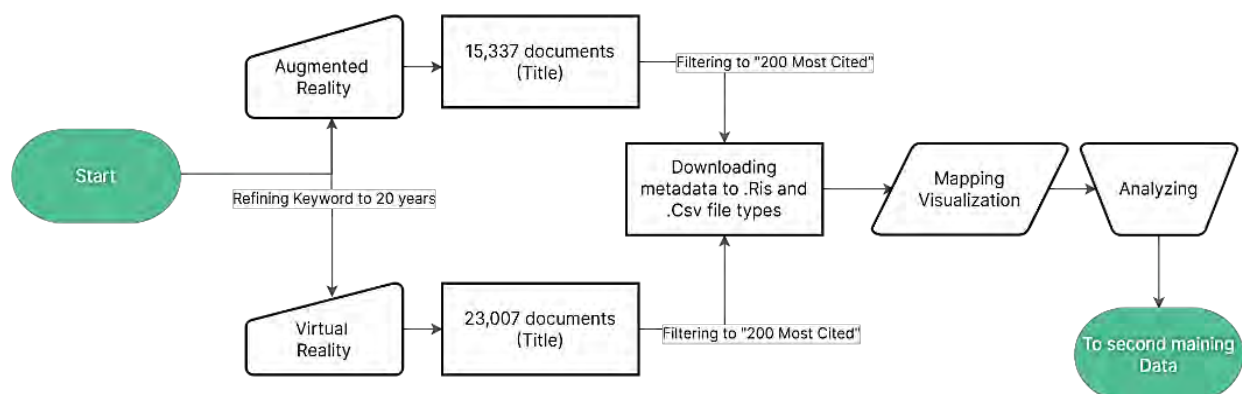 Start
Refining Keyword to 20 years
Augmented
Reality
15,337 documents
(Title)
Filtering to "200 Most Cited"
Virtual
Reality
23,007 documents
(Title)
Filtering to "200 Most Cited"
Downloading
metadata to .Ris and
.Csv file types
Mapping
Visualization
Analyzing
To second maining
Data